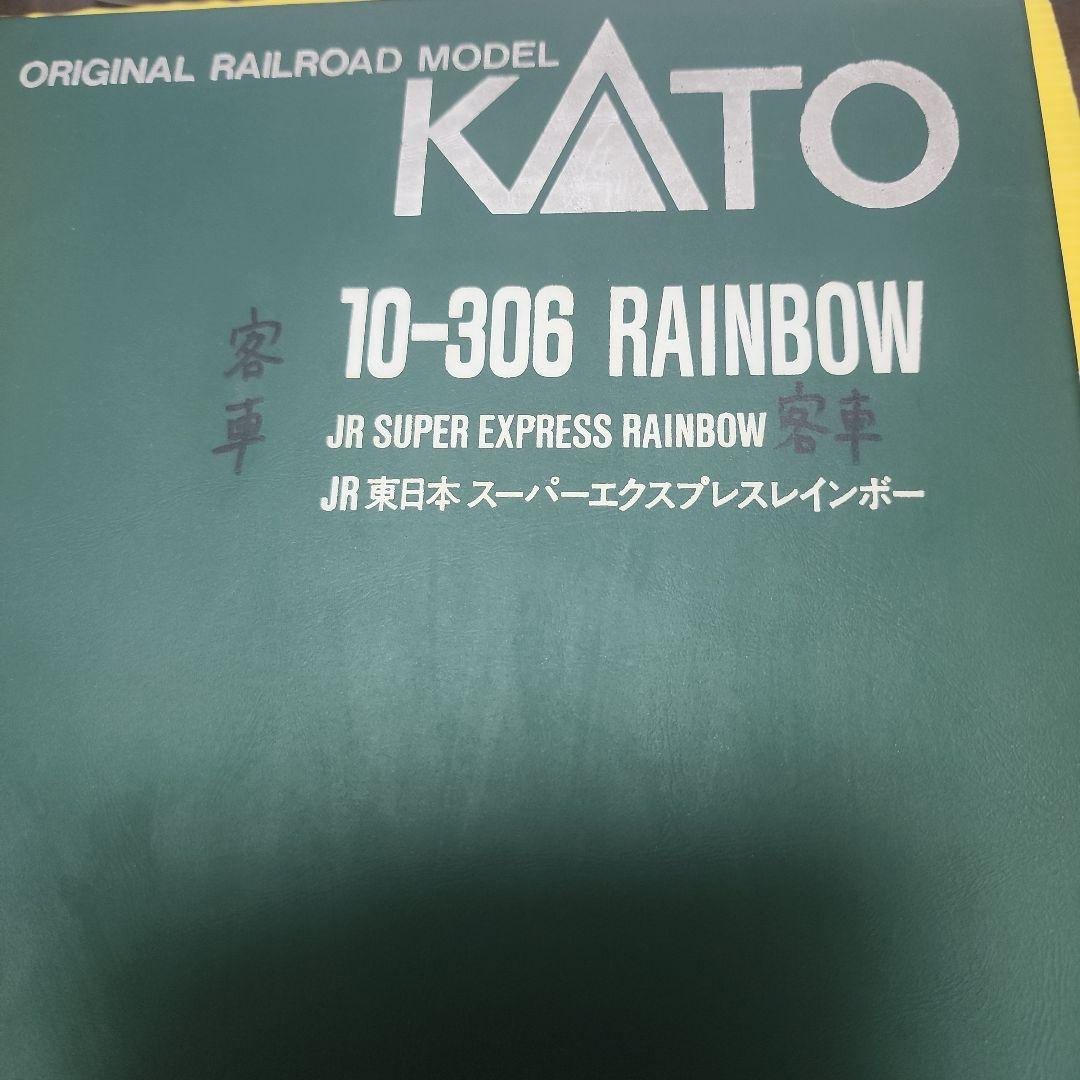 ORIGINAL RAILROAD MODEL
KATO
10-306 RAINBOW
客車
JR SUPER EXPRESS RAINBOW 客車
JR 東日本 スーパーエクスプレスレインボー